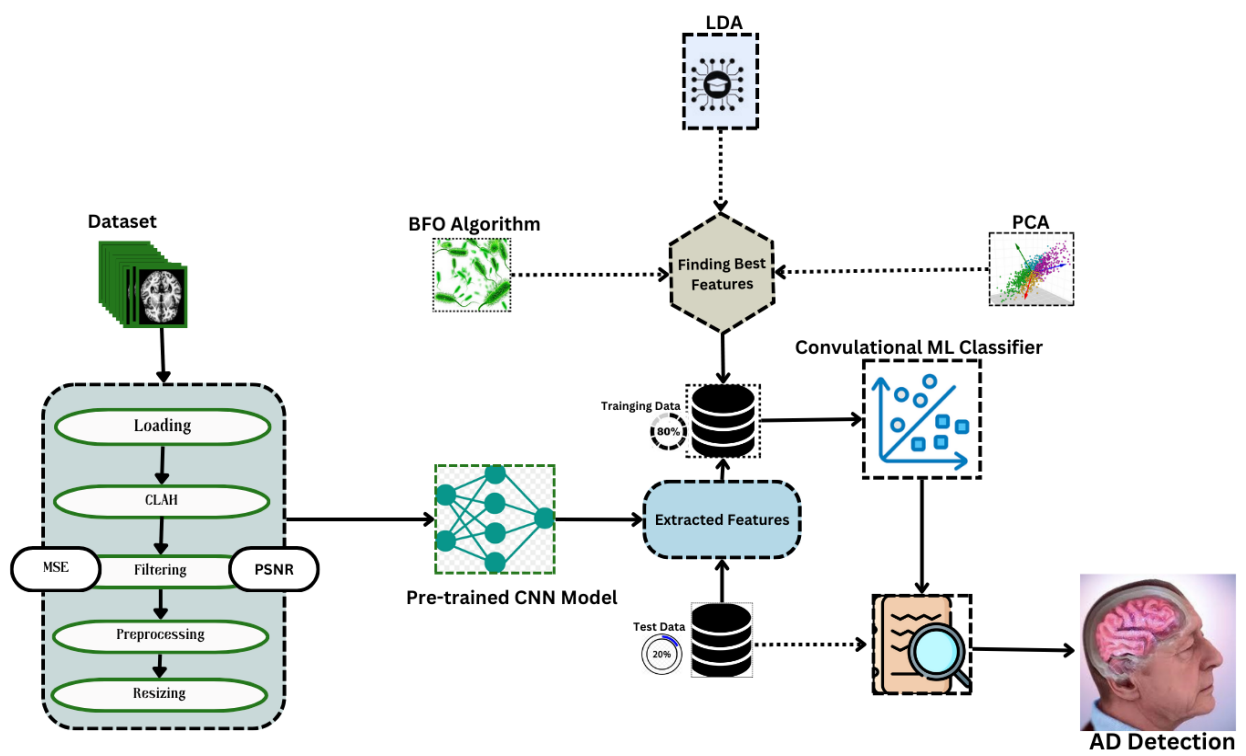 LDA
Dataset
BFO Algorithm
PCA
Finding Best
Features
Convulational ML Classifier
Loading
Trainging Data
80%
CLAH
Extracted Features
MSE
Filtering
PSNR
Pre-trained CNN Model
Preprocessing
Test Data
20%
Resizing
AD Detection